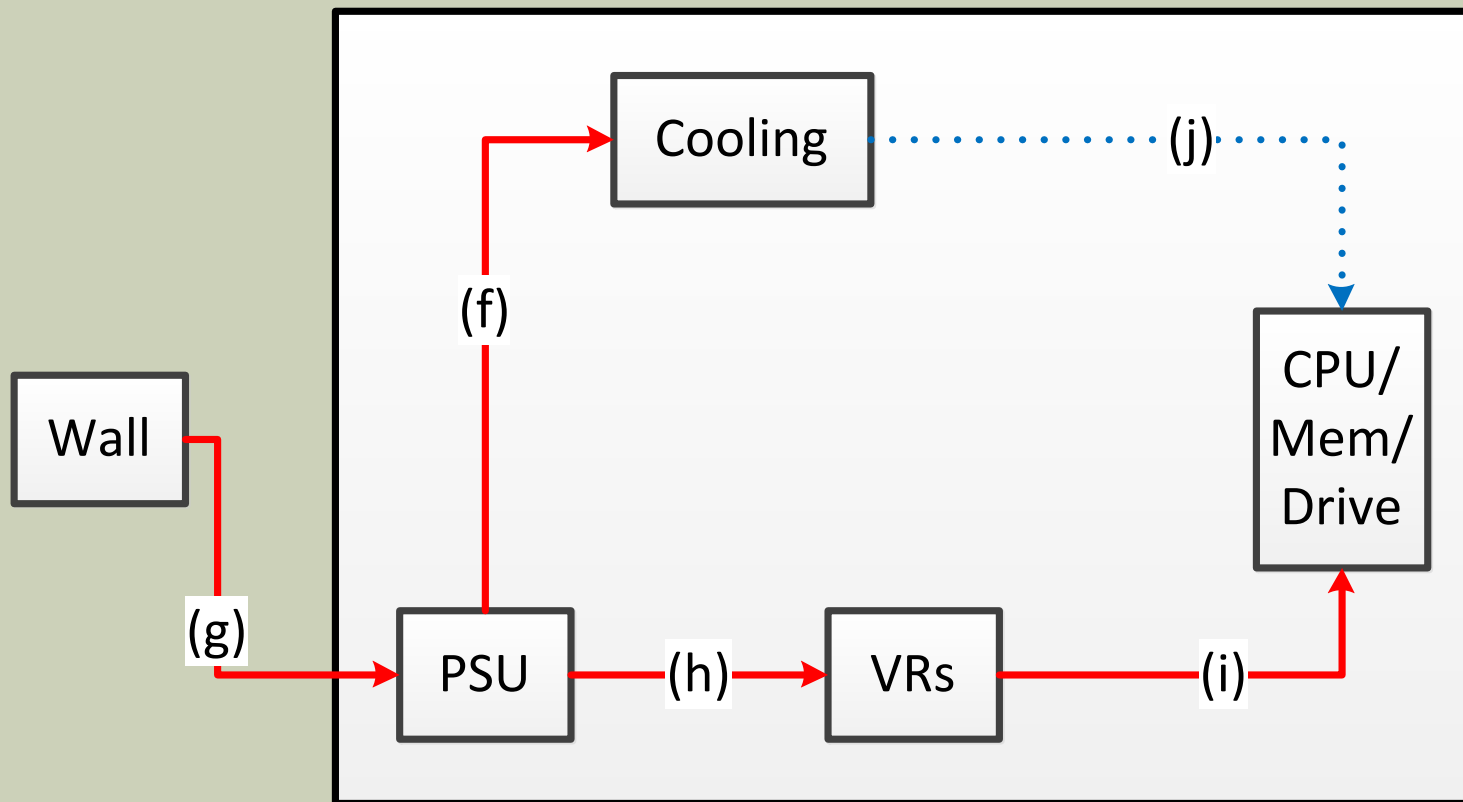 Cooling
(j)
(f)
CPU/
Mem/
Drive
Wall
(g)
PSU
(h)
VRs
(i)